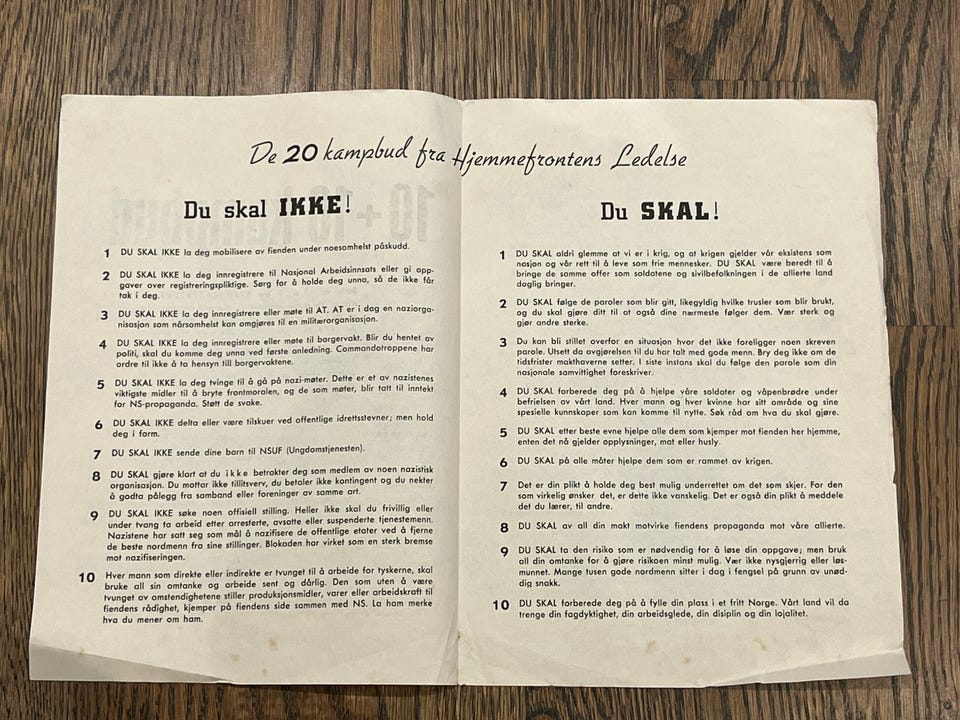 De 20 kampbud fra Hjemmefrontens Ledelse
Du skal IKKE!
1 DU SKAL IKKE la deg mobilisere av fienden under noesomhelst påskudd.
2 DU SKAL IKKE la deg innregistrere til Nasjonal Arbeidsinnsats eller gi opp-
gaver over registreringspliktige. Sørg for å holde deg unna, så de ikke får
tak i deg.
3 DU SKAL IKKE la deg innregistrere eller møte til AT. AT er i dag en naziorga-
nisasjon som nårsomhelst kan omgjøres til en militærorganisasjon.
4 DU SKAL IKKE la deg innregistrere eller møte til borgervakt. Blir du hentet av
politi, skal du komme deg unna ved første anledning. Commandotroppene har
ordre til ikke å ta hensyn till borgervaktene.
5 DU SKAL IKKE la deg tvinge til å gå på nazi-møter. Dette er et av nazistenes
viktigste midler til å bryte frontmoralen, og de som møter, blir tatt til inntekt
for NS-propaganda. Støtt de svake.
6 DU SKAL IKKE delta eller være tilskuer ved offentlige idrettsstevner; men hold
deg i form.
7 DU SKAL IKKE sende dine barn til NSUF (Ungdomstjenesten).
8 DU SKAL gjøre klart at du ikke betrakter deg som medlem av noen nazistisk
organisasjon. Du mottar ikke tillitsverv, du betaler ikke kontingent og du nekter
å godta pålegg fra samband eller foreninger av samme art.
9 DU SKAL IKKE søke noen offisiell stilling. Heller ikke skal du frivillig eller
under tvang ta arbeid etter arresterte, avsatte eller suspenderte tjenestemenn.
Nazistene har satt seg som mål å nazifisere de offentlige etater ved å fjerne
de beste nordmenn fra sine stillinger. Blokaden har virket som en sterk bremse
mot nazifiseringen.
10 Hver mann som direkte eller indirekte er tvunget til å arbeide for tyskerne, skal
bruke all sin omtanke og arbeide sent og dårlig. Den som uten å være
tvunget av omstendighetene stiller produksjonsmidler, varer eller arbeidskraft til
fiendens rådighet, kjemper på fiendens side sammen med NS. La ham merke
hva du mener om ham.
Du SKAL!
1 DU SKAL aldri glemme at vi er i krig, og at krigen gjelder vår eksistens som
nasjon og vår rett til å leve som frie mennesker. DU SKAL være beredt til å
bringe de samme offer som soldatene og sivilbefolkningen i de allierte land
daglig bringer.
2 DU SKAL følge de paroler som blir gitt, likegyldig hvilke trusler som blir brukt,
og du skal gjøre ditt til at også dine nærmeste følger dem. Vær sterk og
gjør andre sterke.
3 Du kan bli stillet overfor en situasjon hvor det ikke foreligger noen skreven
parole. Utsett da avgjørelsen til du har talt med gode menn. Bry deg ikke om de
tidsfrister makthaverne setter. I siste instans skal du følge den parole som din
nasjonale samvittighet foreskriver.
4 DU SKAL forberede deg på å hjelpe våre soldater og våpenbrødre under
befrielsen av vårt land. Hver mann og hver kvinne har sitt område og sine
spesielle kunnskaper som kan komme til nytte. Søk råd om hva du skal gjøre.
5 DU SKAL etter beste evne hjelpe alle dem som kjemper mot fienden her hjemme,
enten det nå gjelder opplysninger, mat eller husly.
6 DU SKAL på alle måter hjelpe dem som er rammet av krigen.
7 Det er din plikt å holde deg best mulig underrettet om det som skjer. For den
som virkelig ønsker det, er dette ikke vanskelig. Det er også din plikt å meddele
det du lærer, til andre.
8 DU SKAL av all din makt motvirke fiendens propaganda mot våre allierte.
9 DU SKAL ta den risiko som er nødvendig for å løse din oppgave; men bruk
all din omtanke for å gjøre risikoen minst mulig. Vær ikke nysgjerrig eller løs-
munnet. Mange tusen gode nordmenn sitter i dag i fengsel på grunn av unød-
dig snakk.
10 DU SKAL forberede deg på å fylle din plass i et fritt Norge. Vårt land vil da
trenge din fagdyktighet, din arbeidsglede, din disiplin og din lojalitet.